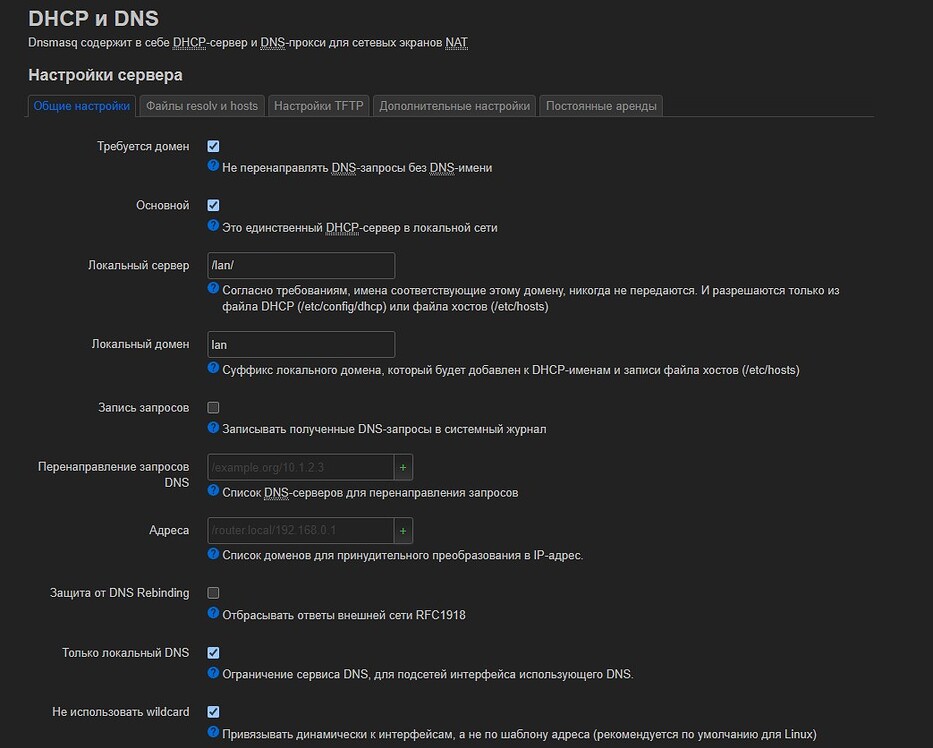 DHCP и DNS
Dnsmasq содержит в себе DHCP-сервер и DNS-прокси для сетевых экранов NAT
Настройки сервера
Общие настройки Файлы resolv и hosts Настройки TFTP Дополнительные настройки Постоянные аренды
Требуется домен
? Не перенаправлять DNS-запросы без DNS-имени
Основной
? Это единственный DHCP-сервер в локальной сети
Локальный сервер /lan/
? Согласно требованиям, имена соответствующие этому домену, никогда не передаются. И разрешаются только из
файла DHCP (/etc/config/dhcp) или файла хостов (/etc/hosts)
Локальный домен lan
? Суффикс локального домена, который будет добавлен к DHCP-именам и записи файла хостов (/etc/hosts)
Запись запросов
? Записывать полученные DNS-запросы в системный журнал
Перенаправление запросов /example.org/10.1.2.3 +
DNS
? Список DNS-серверов для перенаправления запросов
Адреса /router.local/192.168.0.1 +
? Список доменов для принудительного преобразования в IP-адрес.
Защита от DNS Rebinding
? Отбрасывать ответы внешней сети RFC1918
Только локальный DNS
? Ограничение сервиса DNS, для подсетей интерфейса использующего DNS.
Не использовать wildcard
? Привязывать динамически к интерфейсам, а не по шаблону адреса (рекомендуется по умолчанию для Linux)